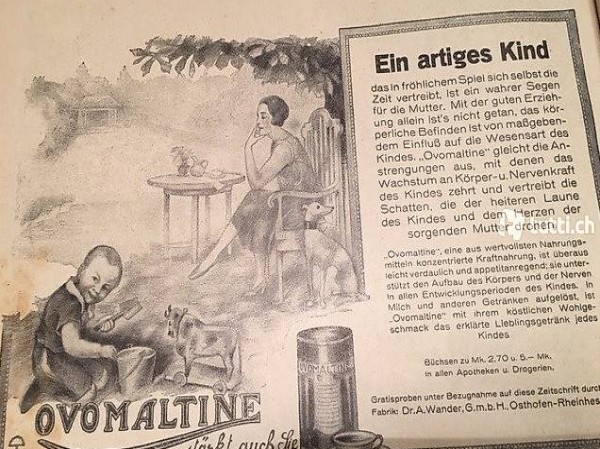 Ein artiges Kind
das in fröhlichem Spiel sich selbst die
Zeit vertreibt, ist ein wahrer Segen
für die Mutter. Mit der guten Erzieh-
ung allein ist's nicht getan, das kör-
perliche Befinden ist von maßgeben-
dem Einfluß auf die Wesensart des
Kindes. „Ovomaltine" gleicht die An-
strengungen aus, mit denen das
Wachstum an Körper-u. Nervenkraft
des Kindes zehrt und vertreibt die
Schatten, die der heiteren Laune
des Kindes und dem Herzen der
sorgenden Mutter drohen
tutti.ch
„Ovomaltine", eine aus wertvollsten Nahrungs-
mitteln konzentrierte Kraftnahrung, ist überaus
leicht verdaulich und appetitanregend; sie unter-
stützt den Aufbau des Körpers und der Nerven
in allen Entwicklungsperioden des Kindes. In
Milch und anderen Getränken aufgelöst, ist
„Ovomaltine" mit ihrem köstlichen Wohlge-
schmack das erklärte Lieblingsgetränk jedes
Kindes
Büchsen zu Mk. 2.70 u. 5.- Mk.
in allen Apotheken u. Drogerien.
Gratisproben unter Bezugnahme auf diese Zeitschrift durch
Fabrik: Dr. A. Wander, G.m.b.H. Osthofen-Rheinhes
OVOMALTINE
OVOMALTINE
stärkt auch Sie